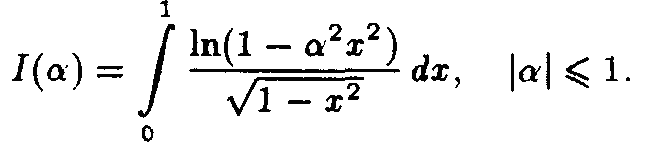 I(α) = ∫₀¹ ln(1 − α²x²) / √(1 − x²) dx, |α| ⩽ 1.